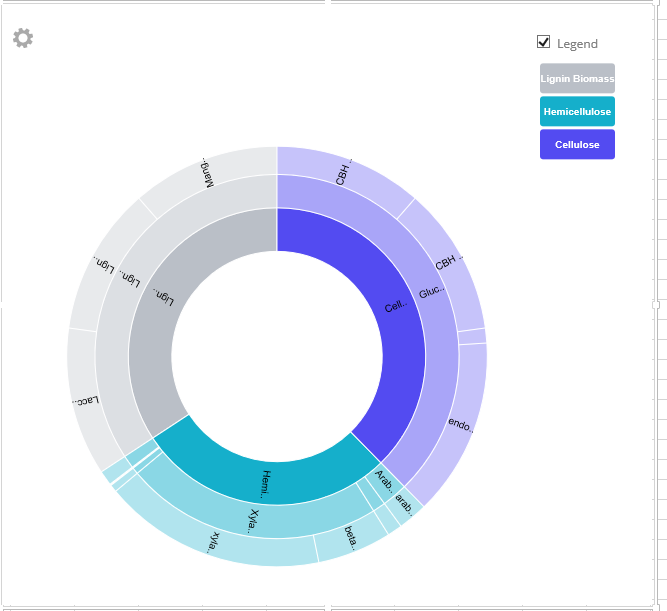 Legend
Lignin Biomass
Hemicellulose
Cellulose
Mang..
CBH ..
Lign..
Lign..
Lign..
CBH ..
Gluc..
Cell..
Lacc..
endo..
Hemi..
Arab..
arab..
Xyla..
xyla..
beta..